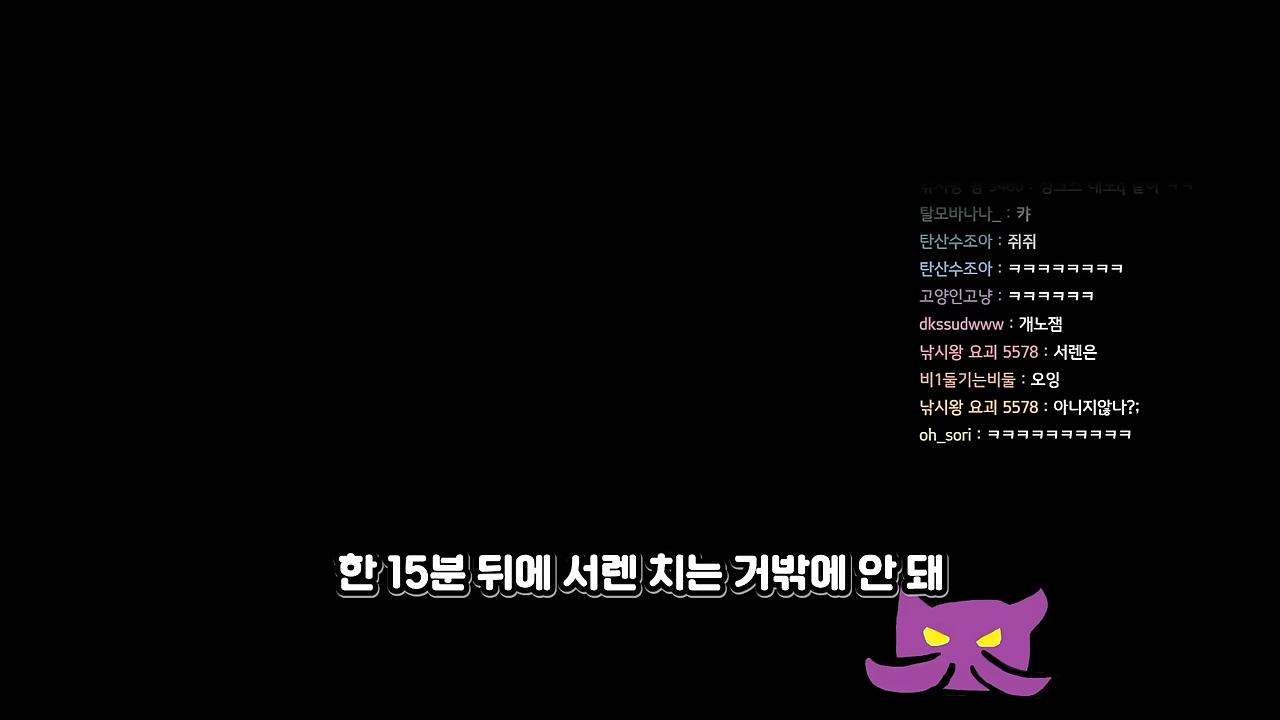 탈모바나나_ : 캬
탄산수조아 : 쥐쥐
탄산수조아 : ㅋㅋㅋㅋㅋㅋㅋㅋ
고양인고냥 : ㅋㅋㅋㅋㅋㅋ
dkssudwww : 개노잼
낚시왕 요괴 5578 : 서렌은
비1둘기는비둘 : 오잉
낚시왕 요괴 5578 : 아니지않나?;
oh_sori : ㅋㅋㅋㅋㅋㅋㅋㅋㅋㅋ
한 15분 뒤에 서렌 치는 거밖에 안 돼